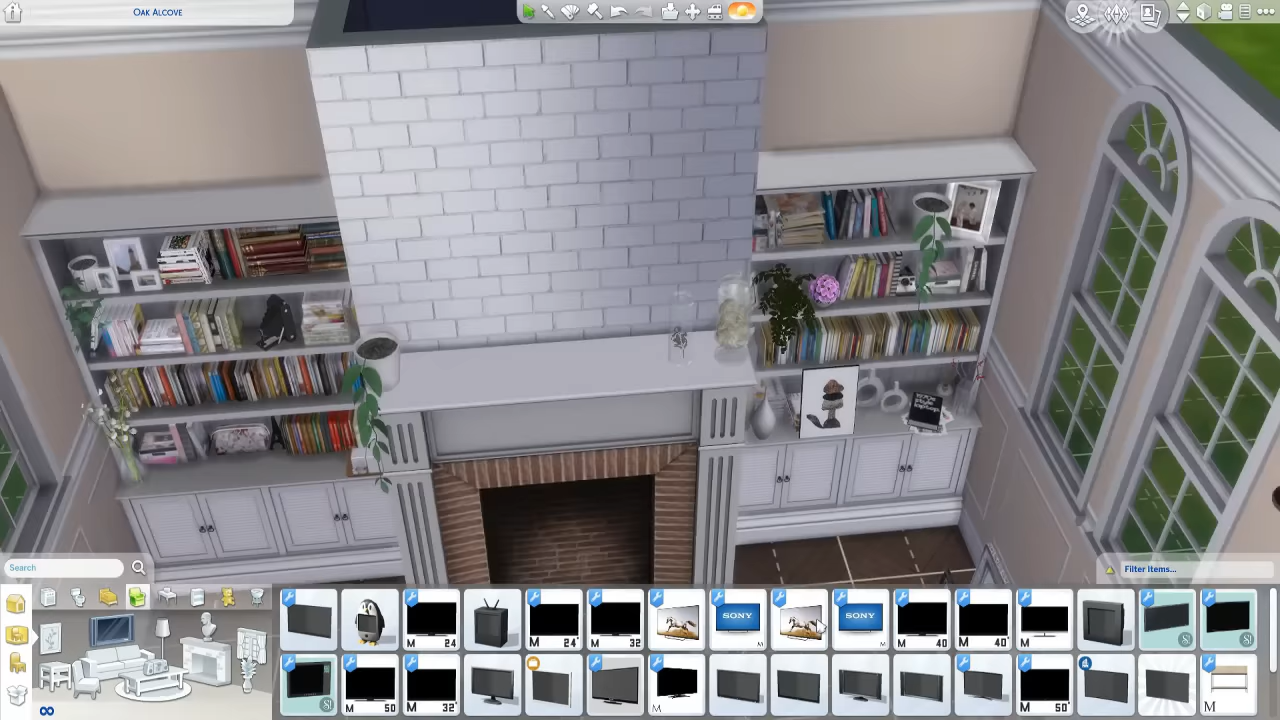 OAK ALCOVE
Search
Filter Items...
M 24
M 24"
M 32
SONY
M
SONY
M
M 40
M 40"
M
M 50
M 32"
M
M 50"
M